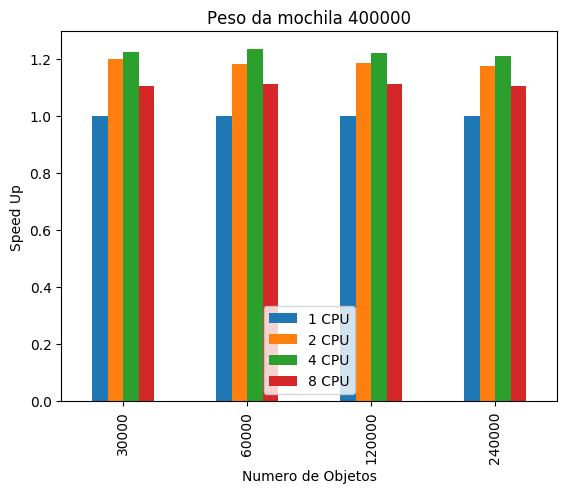 Peso da mochila 400000
Speed Up
1.2
1.0
0.8
0.6
0.4
0.2
0.0
1 CPU
2 CPU
4 CPU
8 CPU
30000
60000
120000
240000
Numero de Objetos